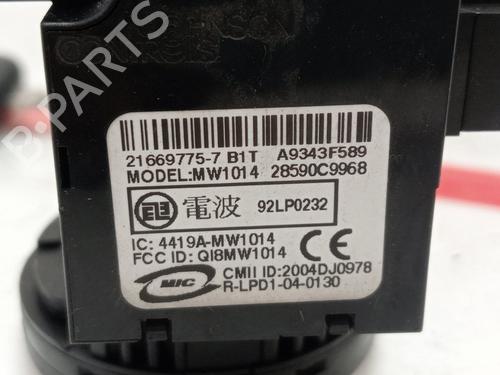 21669775-7 B1T A9343F589
MODEL:MW1014 28590C9968
電波 92LP0232
IC: 4419A-MW1014
FCC ID: QI8MW1014
CE
CMII ID:2004DJ0978
MIC R-LPD1-04-0130
B-PARTS